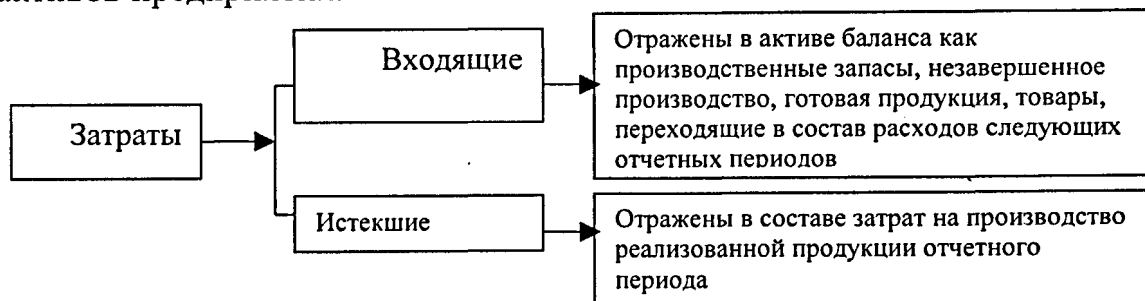 Входящие
Отражены в активе баланса как
производственные запасы, незавершенное
производство, готовая продукция, товары,
переходящие в состав расходов следующих
отчетных периодов
Затраты
Истекшие
Отражены в составе затрат на производство
реализованной продукции отчетного
периода